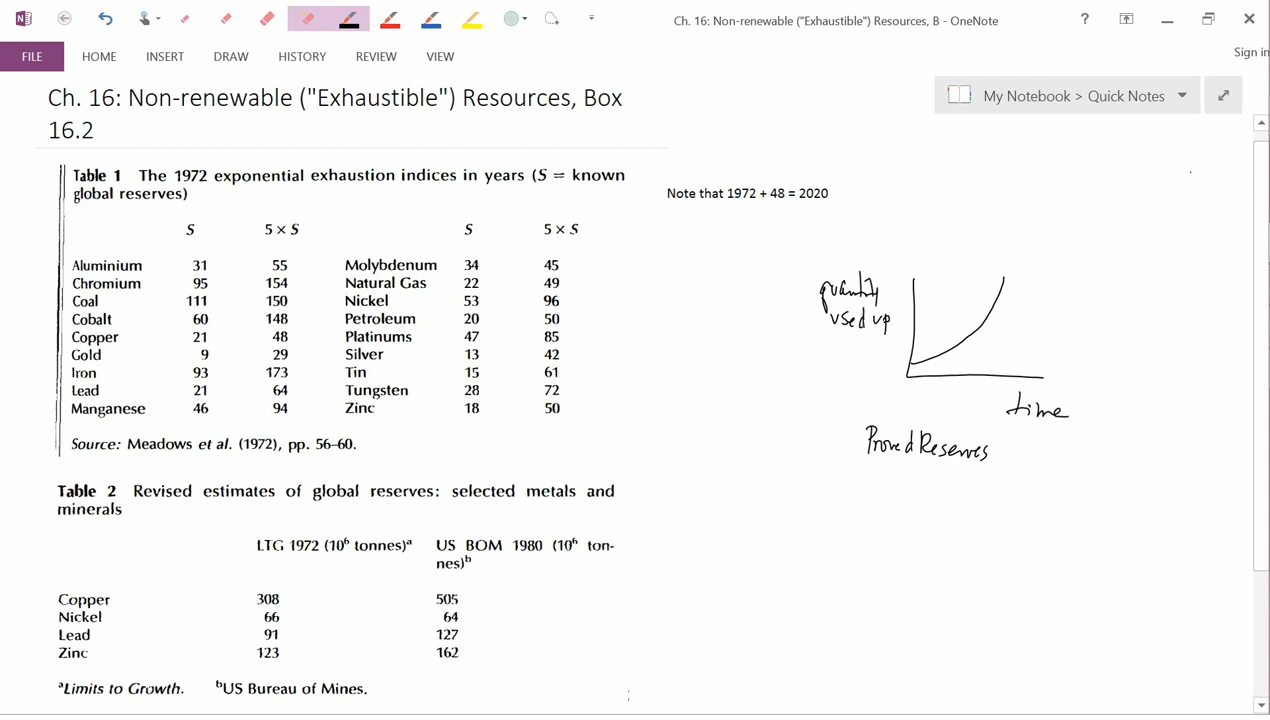 Ch. 16: Non-renewable ("Exhaustible") Resources, B - OneNote
?
Sign in
FILE HOME INSERT DRAW HISTORY REVIEW VIEW
My Notebook > Quick Notes
Ch. 16: Non-renewable ("Exhaustible") Resources, Box
16.2
Table 1 The 1972 exponential exhaustion indices in years (S = known
global reserves)
S 5 × S S 5 × S
Aluminium 31 55 Molybdenum 34 45
Chromium 95 154 Natural Gas 22 49
Coal 111 150 Nickel 53 96
Cobalt 60 148 Petroleum 20 50
Copper 21 48 Platinums 47 85
Gold 9 29 Silver 13 42
Iron 93 173 Tin 15 61
Lead 21 64 Tungsten 28 72
Manganese 46 94 Zinc 18 50
Source: Meadows et al. (1972), pp. 56–60.
Table 2 Revised estimates of global reserves: selected metals and
minerals
LTG 1972 (10⁶ tonnes)ᵃ US BOM 1980 (10⁶ ton-
nes)ᵇ
Copper 308 505
Nickel 66 64
Lead 91 127
Zinc 123 162
ᵃLimits to Growth. ᵇUS Bureau of Mines.
Note that 1972 + 48 = 2020
quantity
used up
time
Proved Reserves